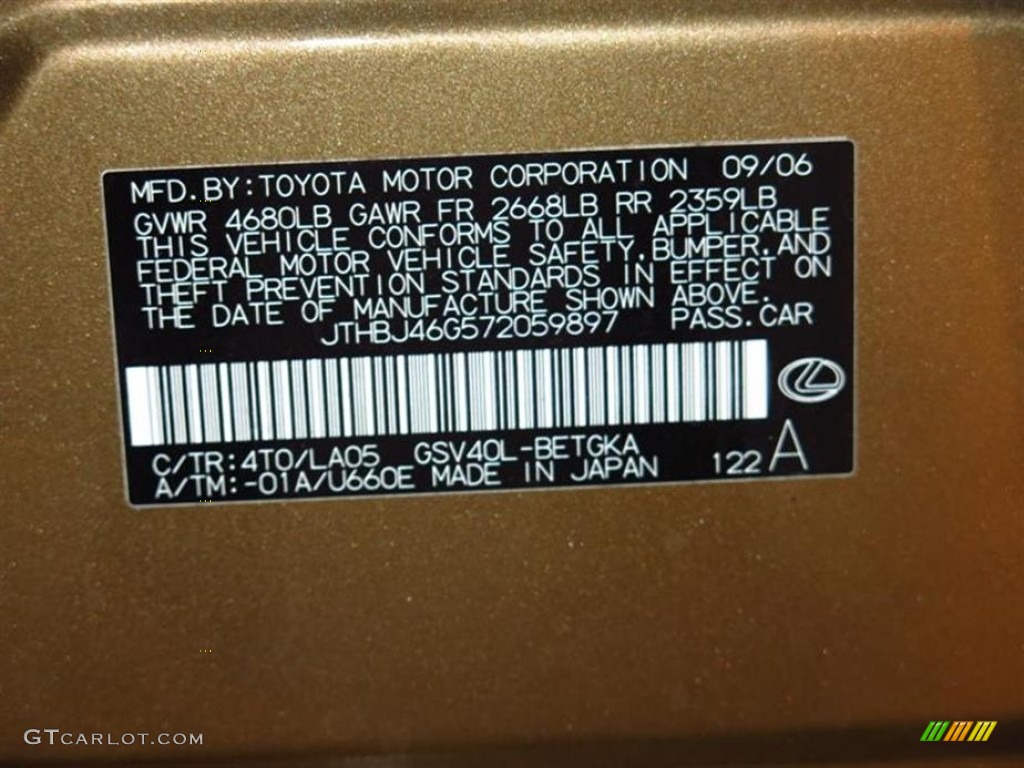 MFD.BY:TOYOTA MOTOR CORPORATION 09/06
GVWR 4680LB GAWR FR 2668LB RR 2359LB
THIS VEHICLE CONFORMS TO ALL APPLICABLE
FEDERAL MOTOR VEHICLE SAFETY,BUMPER,AND
THEFT PREVENTION STANDARDS IN EFFECT ON
THE DATE OF MANUFACTURE SHOWN ABOVE.
JTHBJ46G572059897 PASS.CAR
C/TR:4T0/LA05 GSV40L-BETGKA
A/TM:-01A/U660E MADE IN JAPAN 122 A
GTCARLOT.COM